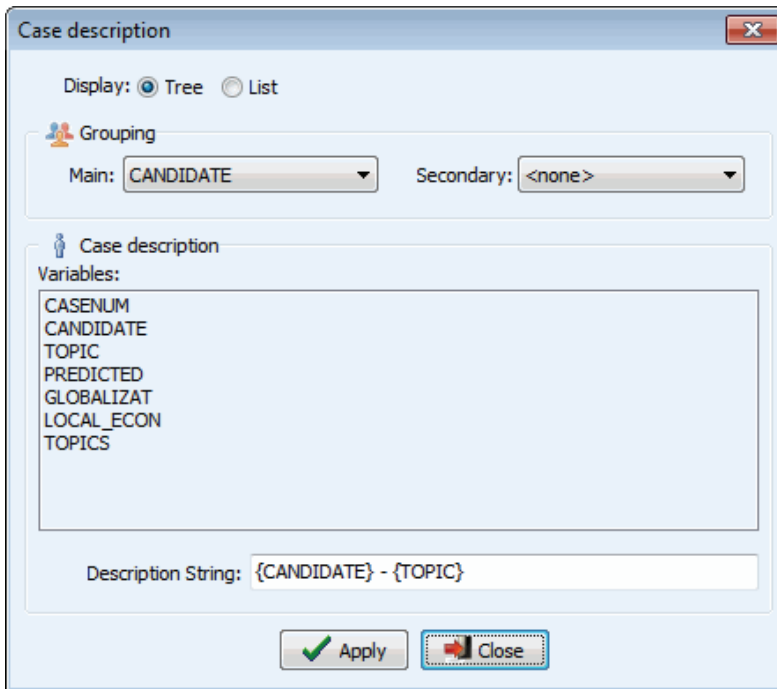 Case description
Display: Tree List
Grouping
Main: CANDIDATE Secondary: <none>
Case description
Variables:
CASENUM
CANDIDATE
TOPIC
PREDICTED
GLOBALIZAT
LOCAL_ECON
TOPICS
Description String: {CANDIDATE} - {TOPIC}
Apply Close